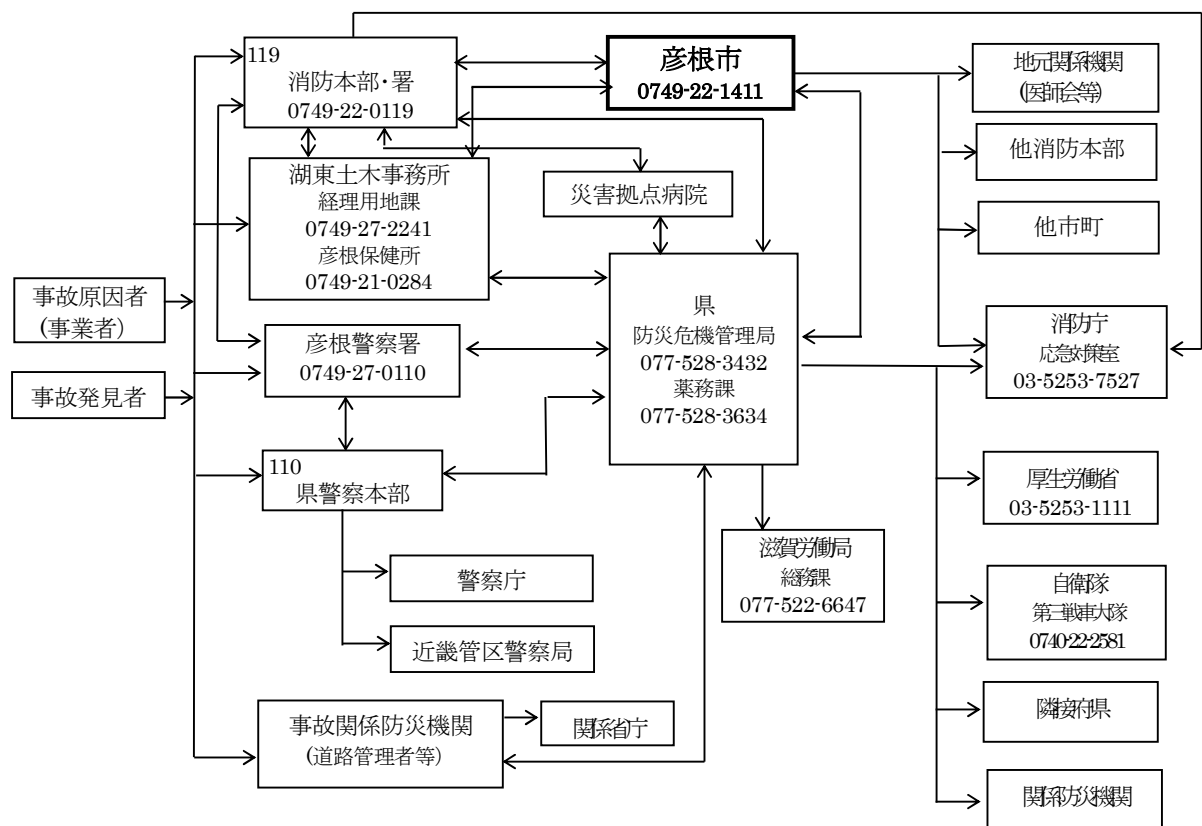 119
消防本部・署
0749-22-0119
彦根市
0749-22-1411
地元関係機関
(医師会等)
他消防本部
他市町
湖東土木事務所
経理用地課
0749-27-2241
彦根保健所
0749-21-0284
災害拠点病院
事故原因者
(事業者)
事故発見者
彦根警察署
0749-27-0110
県
防災危機管理局
077-528-3432
薬務課
077-528-3634
消防庁
応急対策室
03-5253-7527
110
県警察本部
厚生労働省
03-5253-1111
滋賀労働局
総務課
077-522-6647
警察庁
近畿管区警察局
自衛隊
第三戦車大隊
0740-22-2581
事故関係防災機関
(道路管理者等)
関係省庁
隣接府県
関係防災機関